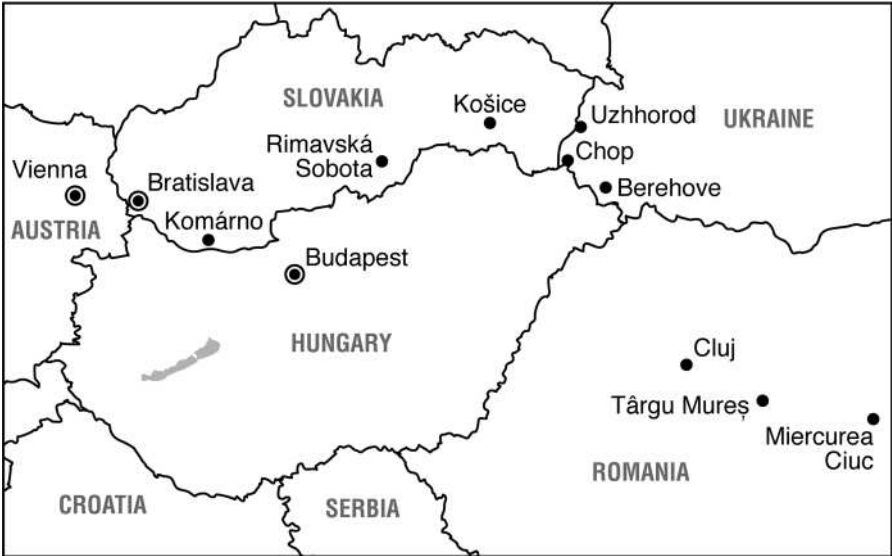 SLOVAKIA
Košice
Uzhhorod
UKRAINE
Rimavská
Sobota
Chop
Vienna
Bratislava
Berehove
AUSTRIA
Komárno
Budapest
HUNGARY
Cluj
Târgu Mureș
Miercurea
Ciuc
ROMANIA
CROATIA
SERBIA